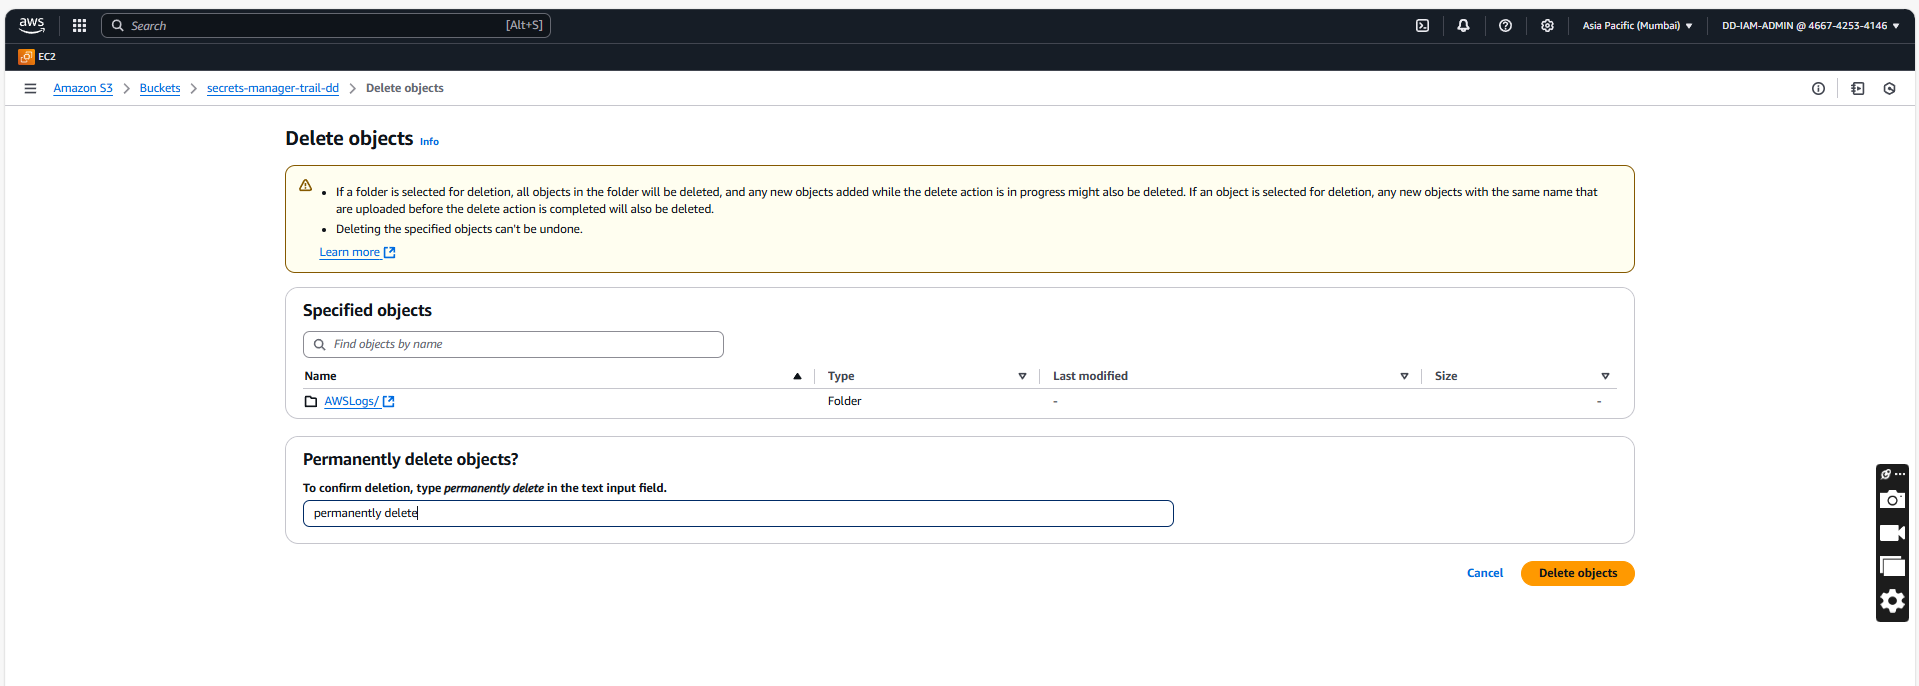 aws
Search [Alt+S]
Asia Pacific (Mumbai)
DD-IAM-ADMIN @ 4667-4253-4146
EC2
Amazon S3 > Buckets > secrets-manager-trail-dd > Delete objects
Delete objects Info
• If a folder is selected for deletion, all objects in the folder will be deleted, and any new objects added while the delete action is in progress might also be deleted. If an object is selected for deletion, any new objects with the same name that
are uploaded before the delete action is completed will also be deleted.
• Deleting the specified objects can't be undone.
Learn more
Specified objects
Find objects by name
Name Type Last modified Size
AWSLogs/ Folder - -
Permanently delete objects?
To confirm deletion, type permanently delete in the text input field.
permanently delete
Cancel Delete objects